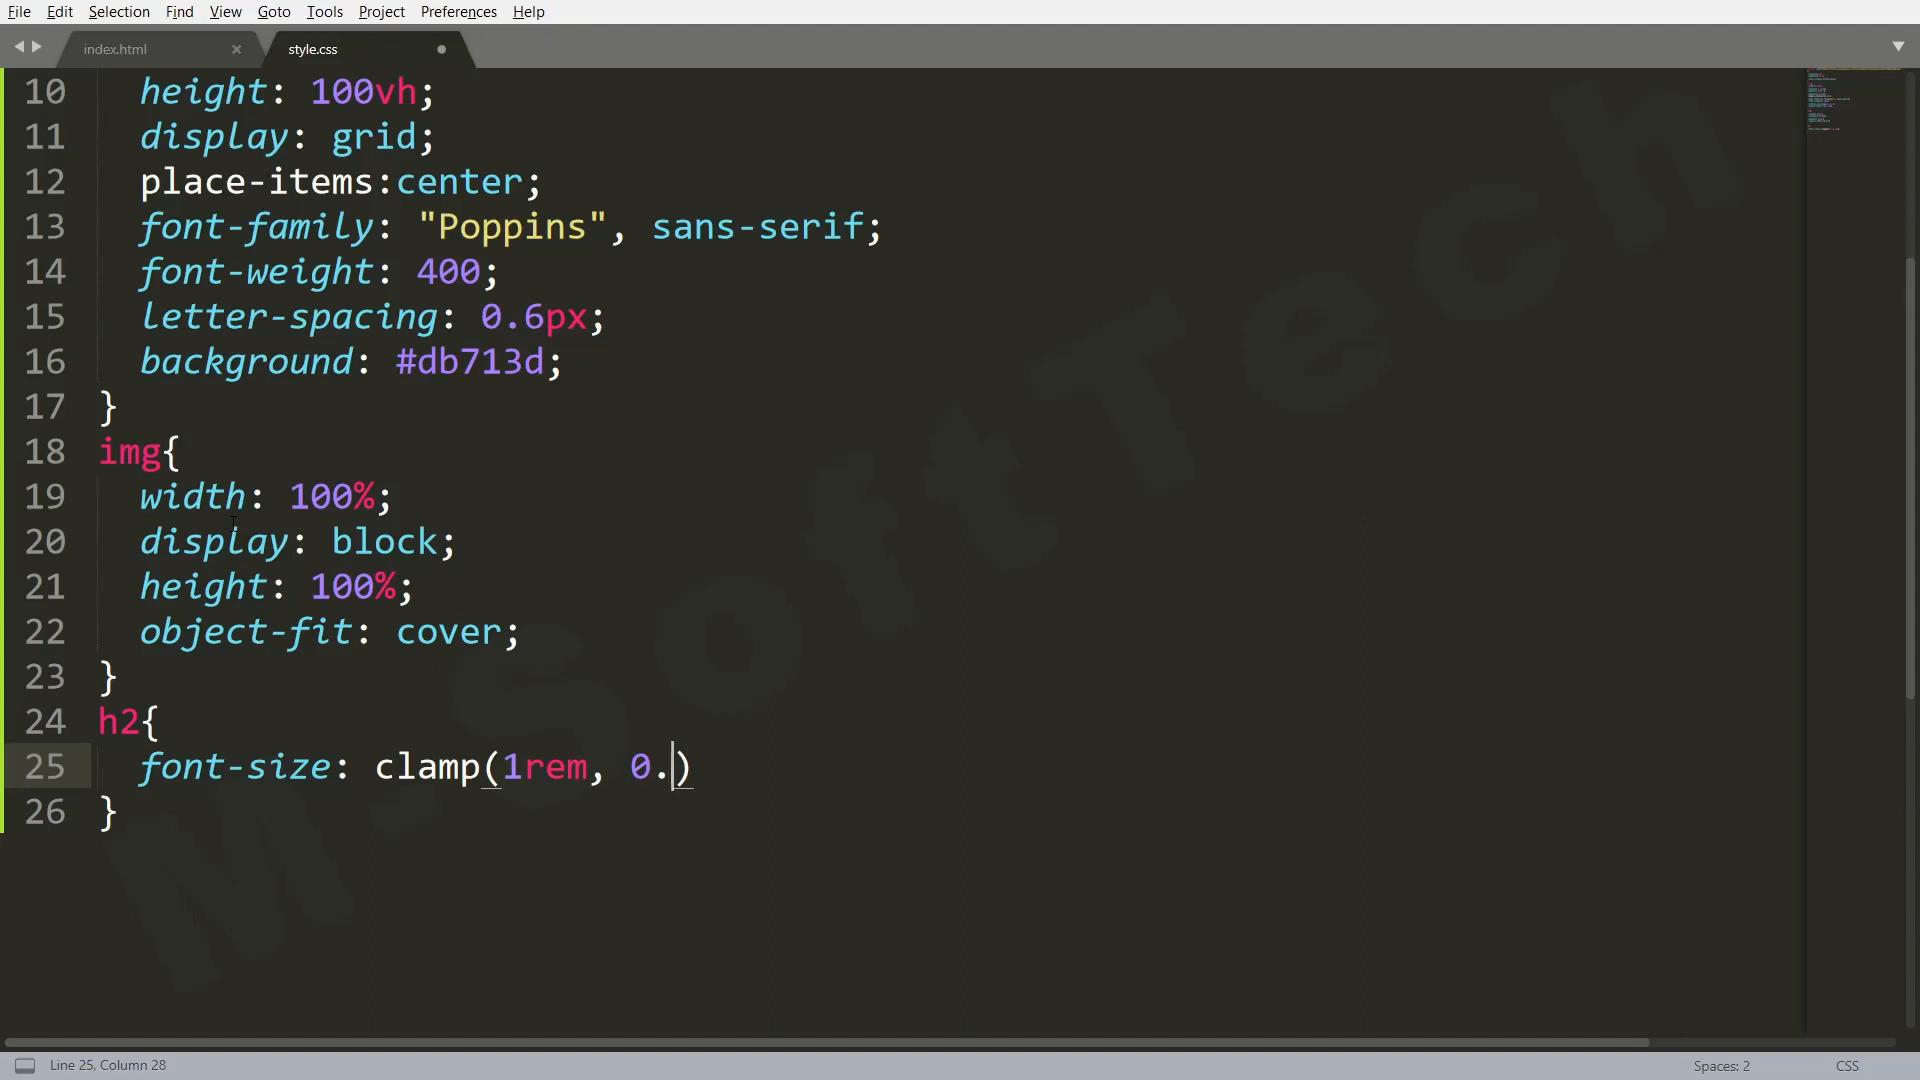 File Edit Selection Find View Goto Tools Project Preferences Help
index.html × style.css
10 height: 100vh;
11 display: grid;
12 place-items:center;
13 font-family: "Poppins", sans-serif;
14 font-weight: 400;
15 letter-spacing: 0.6px;
16 background: #db713d;
17 }
18 img{
19 width: 100%;
20 display: block;
21 height: 100%;
22 object-fit: cover;
23 }
24 h2{
25 font-size: clamp(1rem, 0.)
26 }
M-SoftTech
Line 25, Column 28 Spaces: 2 CSS